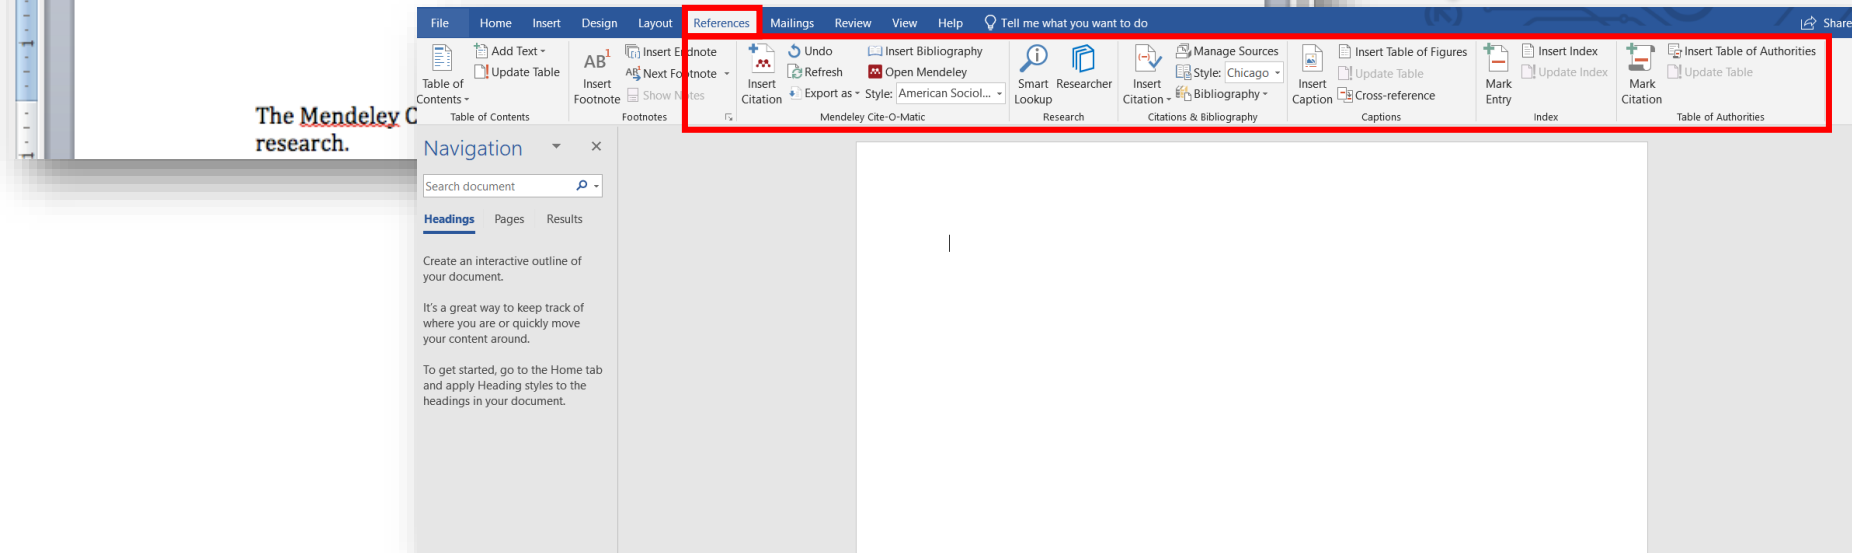 The Mendeley C
research.
File Home Insert Design Layout References Mailings Review View Help Tell me what you want to do Share
Table of Contents
Add Text
Update Table
Table of Contents
AB1
Insert Footnote
Insert Endnote
Next Footnote
Show Notes
Footnotes
Insert Citation
Undo
Refresh
Export as
Insert Bibliography
Open Mendeley
Style: American Sociol...
Mendeley Cite-O-Matic
Smart Lookup
Researcher
Research
Insert Citation
Manage Sources
Style: Chicago
Bibliography
Citations & Bibliography
Insert Caption
Insert Table of Figures
Update Table
Cross-reference
Captions
Mark Entry
Insert Index
Update Index
Index
Mark Citation
Insert Table of Authorities
Update Table
Table of Authorities
Navigation
Search document
Headings Pages Results
Create an interactive outline of
your document.
It's a great way to keep track of
where you are or quickly move
your content around.
To get started, go to the Home tab
and apply Heading styles to the
headings in your document.